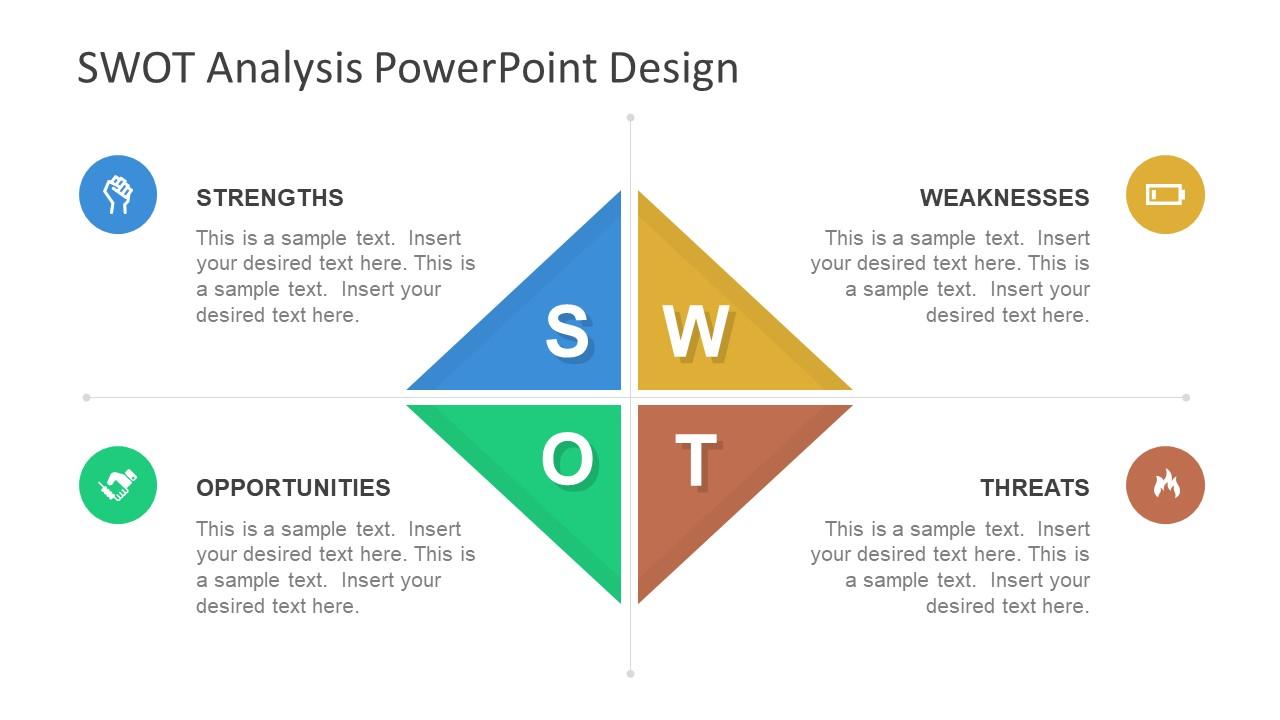 SWOT Analysis PowerPoint Design
STRENGTHS
This is a sample text.  Insert
your desired text here. This is
a sample text.  Insert your
desired text here.
WEAKNESSES
This is a sample text.  Insert
your desired text here. This is
a sample text.  Insert your
desired text here.
S
W
O
T
OPPORTUNITIES
This is a sample text.  Insert
your desired text here. This is
a sample text.  Insert your
desired text here.
THREATS
This is a sample text.  Insert
your desired text here. This is
a sample text.  Insert your
desired text here.